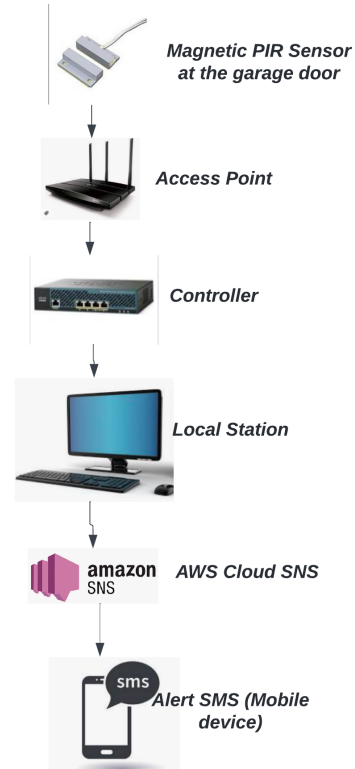 Magnetic PIR Sensor
at the garage door
Access Point
Controller
Local Station
amazon
SNS
AWS Cloud SNS
sms
Alert SMS (Mobile
device)